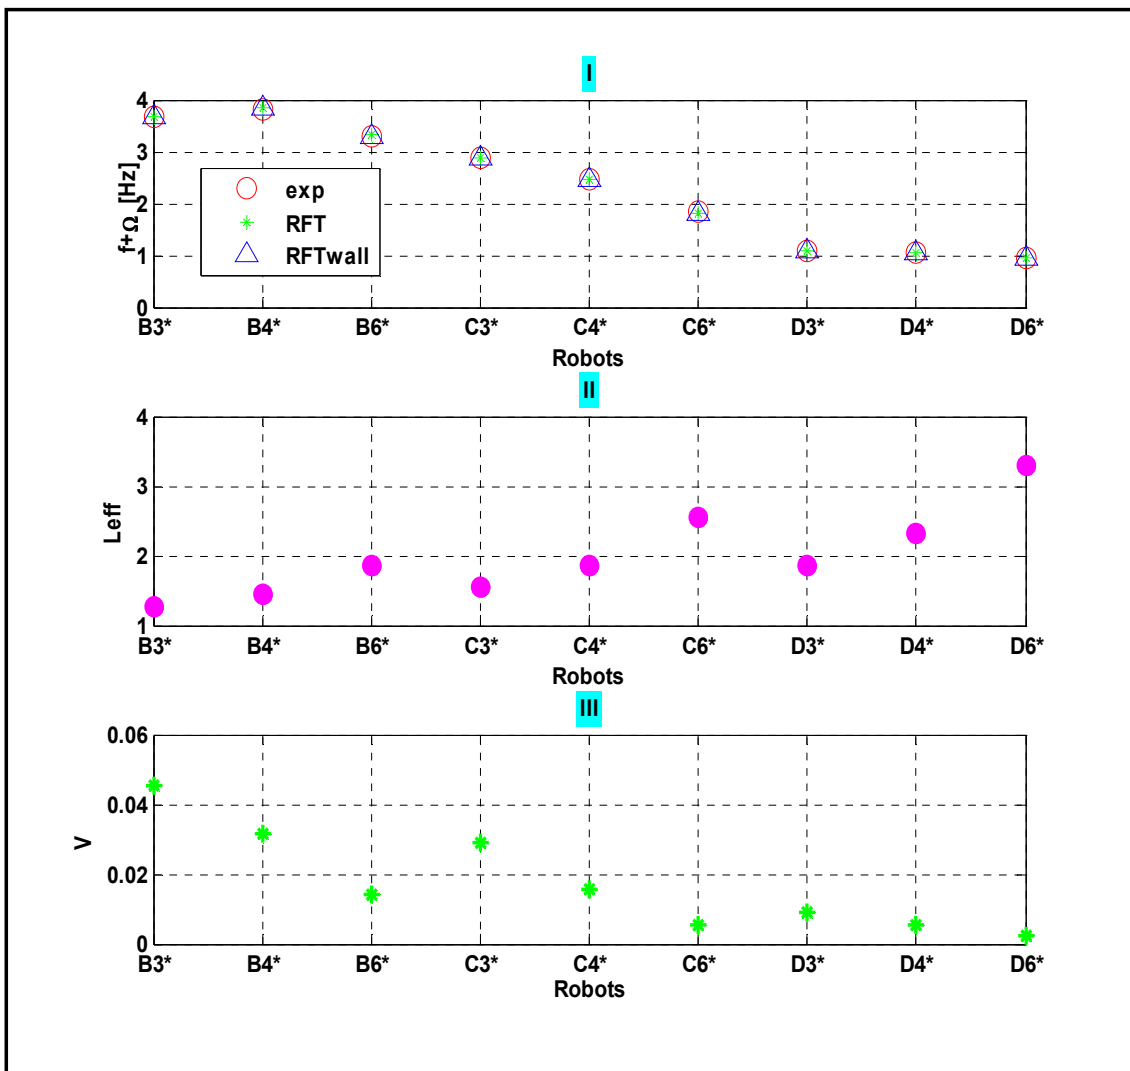 I
4
3
2
1
0
f+Ω [Hz]
exp
RFT
RFTwall
B3* B4* B6* C3* C4* C6* D3* D4* D6*
Robots
II
4
3
2
1
Leff
B3* B4* B6* C3* C4* C6* D3* D4* D6*
Robots
III
0.06
0.04
0.02
0
V
B3* B4* B6* C3* C4* C6* D3* D4* D6*
Robots